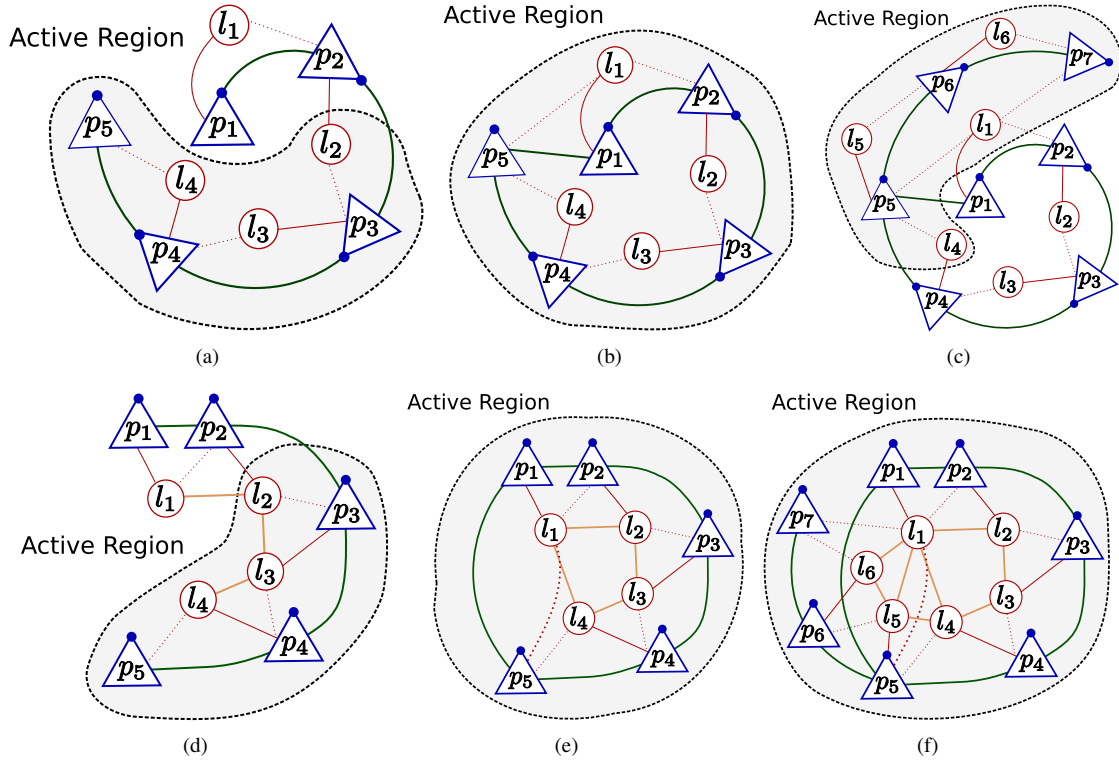 Active Region
l1
p1
p2
p5
l2
l4
l3
p3
p4
(a)
Active Region
l1
p2
p5
p1
l2
l4
l3
p3
p4
(b)
Active Region
l6
p7
p6
l1
l5
p2
p5
p1
l2
l4
l3
p3
p4
(c)
p1
p2
l1
l2
p3
Active Region
l3
l4
p4
p5
(d)
Active Region
p1
p2
l1
l2
p3
l3
l4
p4
p5
(e)
Active Region
p1
p2
p7
l1
l2
p3
l6
l3
l5
l4
p6
p4
p5
(f)